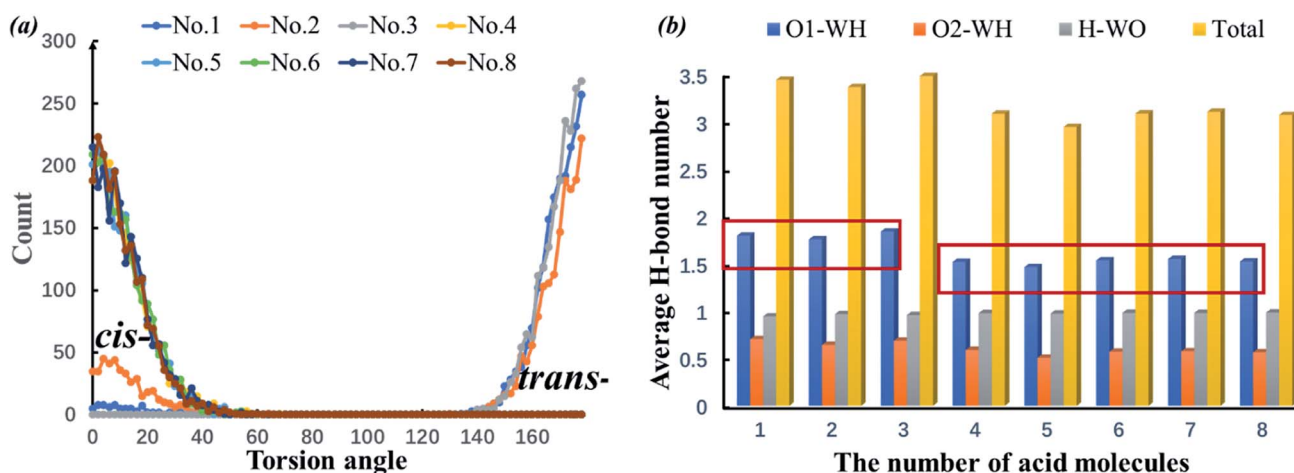 (a)
No.1 No.2 No.3 No.4
No.5 No.6 No.7 No.8
300
250
200
150
100
50
0
Count
cis-
trans-
0 20 40 60 80 100 120 140 160
Torsion angle
(b)
O1-WH O2-WH H-WO Total
3.5
3
2.5
2
1.5
1
0.5
0
Average H-bond number
1 2 3 4 5 6 7 8
The number of acid molecules